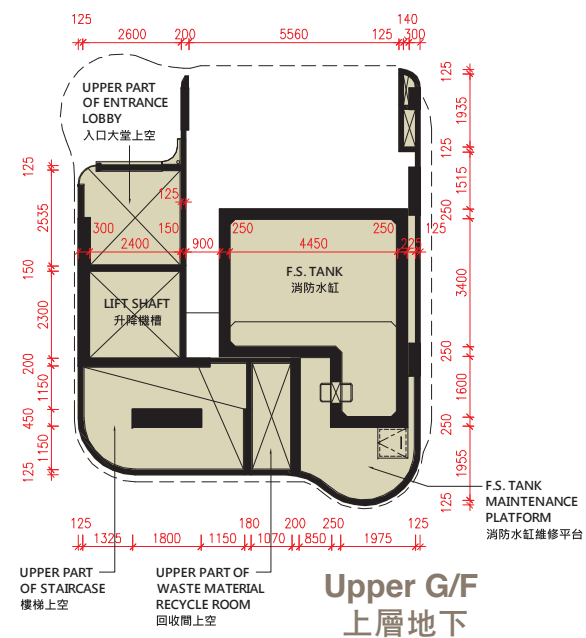 125
140
2600
200
5560
125
300
UPPER PART
OF ENTRANCE
LOBBY
入口大堂上空
125
1935
125
1515
250
125
3400
250
1600
250
1955
125
125
2535
150
2300
200
1150
450
1150
125
125
300
150
2400
900
250
4450
250
225
F.S. TANK
消防水缸
LIFT SHAFT
升降機槽
F.S. TANK
MAINTENANCE
PLATFORM
消防水缸維修平台
125
1325
1800
1150
180
1070
200
850
250
1975
125
UPPER PART
OF STAIRCASE
樓梯上空
UPPER PART OF
WASTE MATERIAL
RECYCLE ROOM
回收間上空
Upper G/F
上層地下